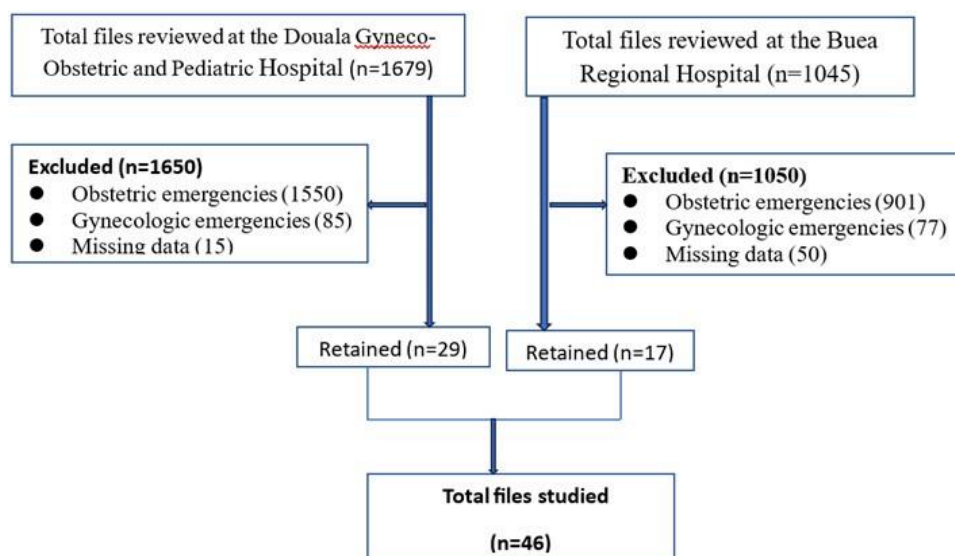 Total files reviewed at the Douala Gyneco-
Obstetric and Pediatric Hospital (n=1679)
Total files reviewed at the Buea
Regional Hospital (n=1045)
Excluded (n=1650)
● Obstetric emergencies (1550)
● Gynecologic emergencies (85)
● Missing data (15)
Excluded (n=1050)
● Obstetric emergencies (901)
● Gynecologic emergencies (77)
● Missing data (50)
Retained (n=29)
Retained (n=17)
Total files studied
(n=46)